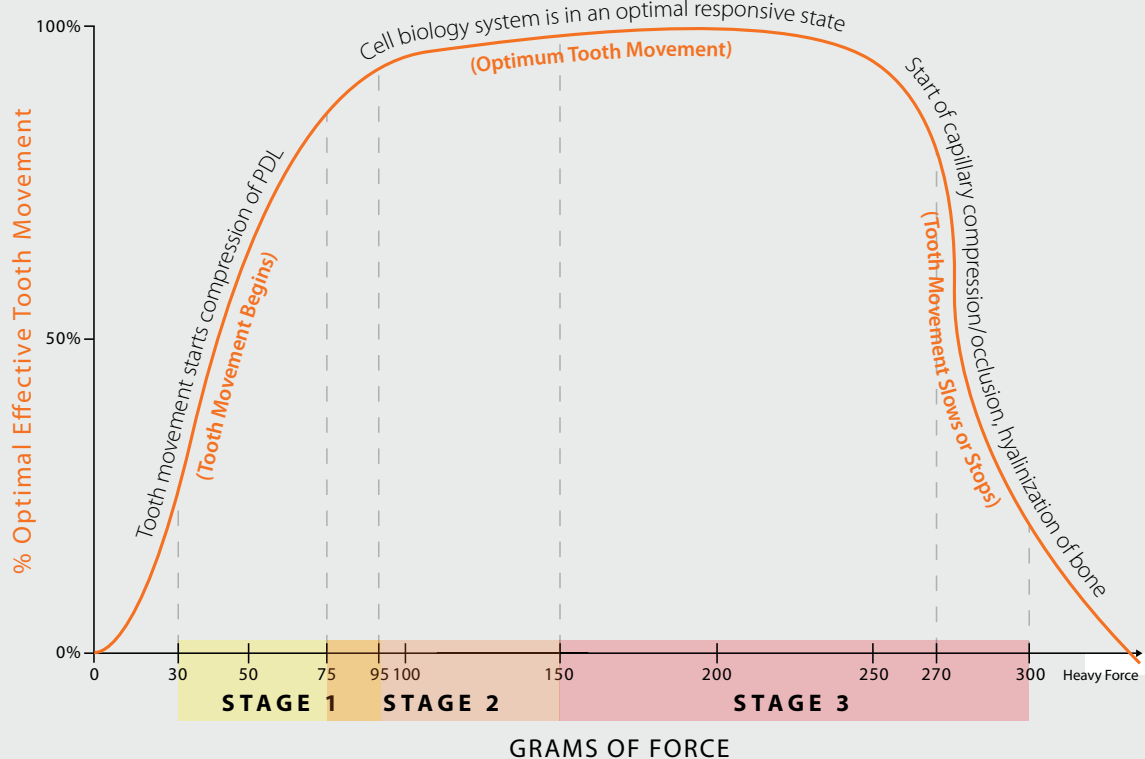 100%
Cell biology system is in an optimal responsive state
(Optimum Tooth Movement)
% Optimal Effective Tooth Movement
Tooth movement starts compression of PDL
(Tooth Movement Begins)
Start of capillary compression/occlusion, hyalinization of bone
(Tooth Movement Slows or Stops)
50%
0%
0 30 50 75 95 100 150 200 250 270 300 Heavy Force
STAGE 1 STAGE 2 STAGE 3
GRAMS OF FORCE